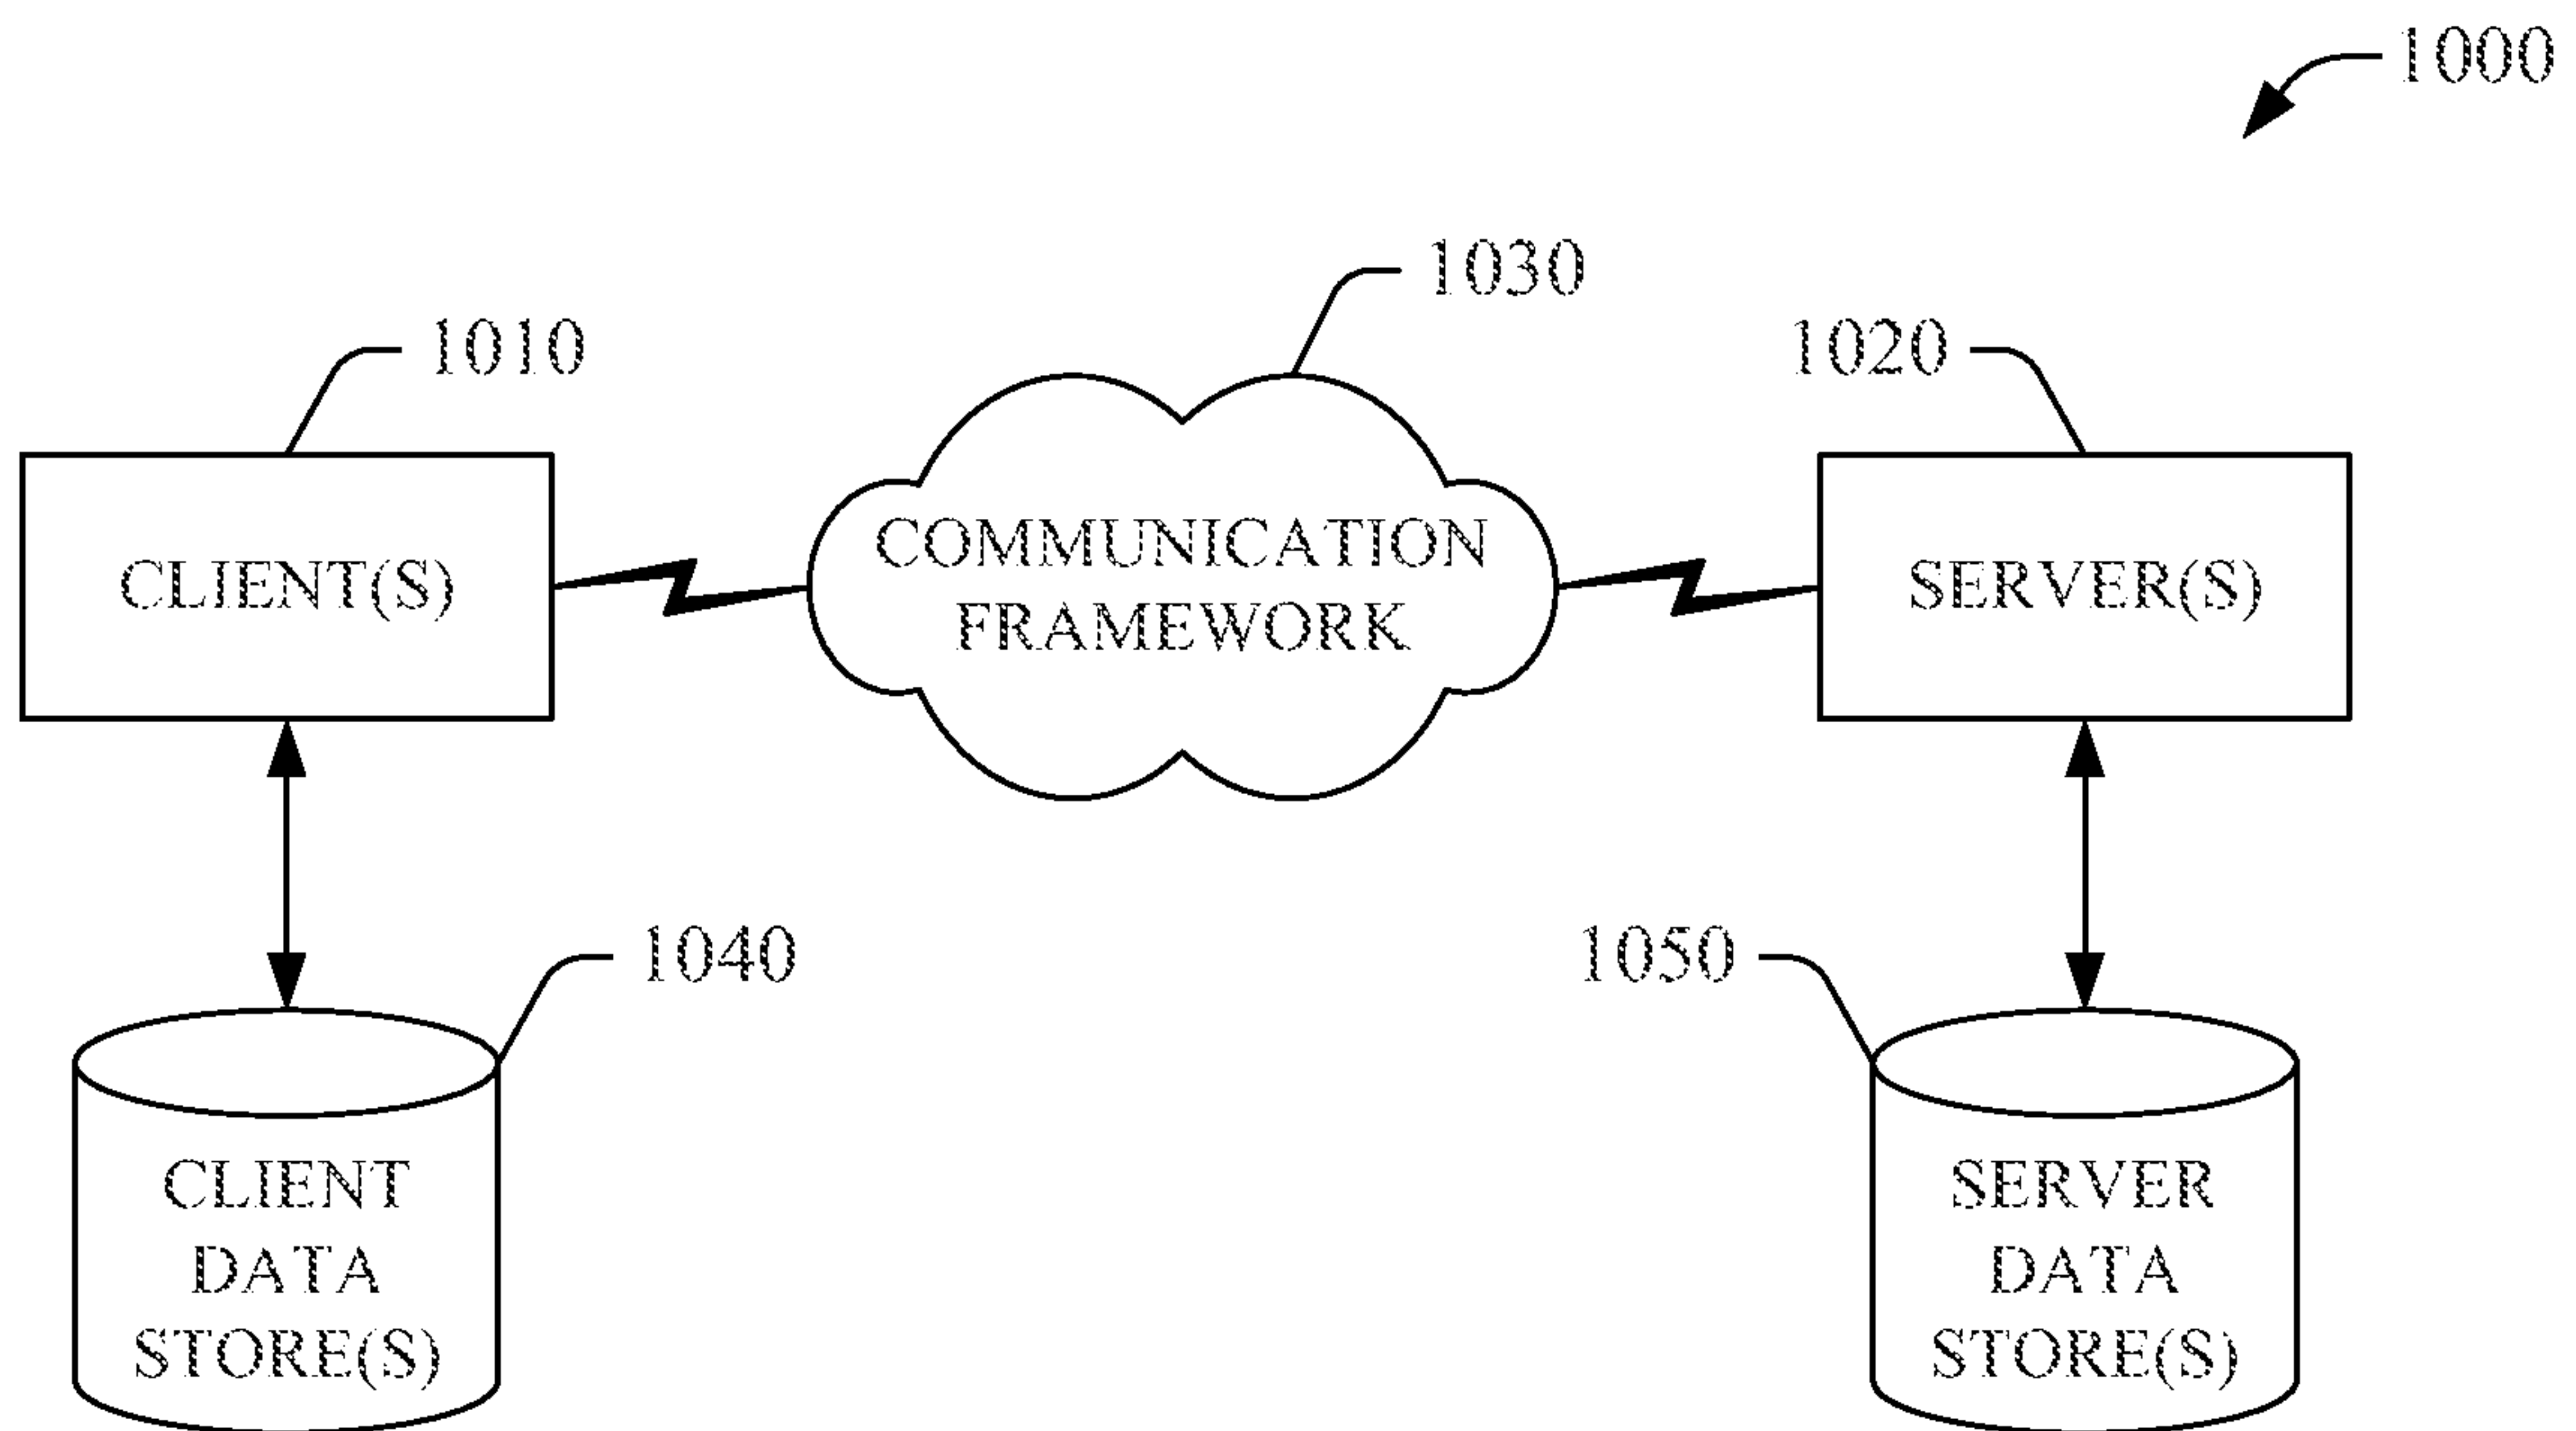 1000
1030
1010
1020
CLIENT(S)
COMMUNICATION
FRAMEWORK
SERVER(S)
1040
1050
CLIENT
DATA
STORE(S)
SERVER
DATA
STORE(S)